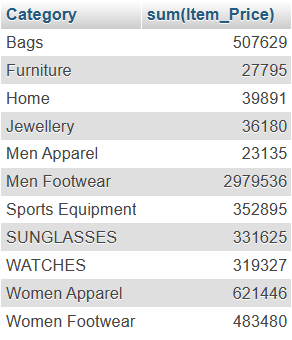 Category sum(Item_Price)
Bags 507629
Furniture 27795
Home 39891
Jewellery 36180
Men Apparel 23135
Men Footwear 2979536
Sports Equipment 352895
SUNGLASSES 331625
WATCHES 319327
Women Apparel 621446
Women Footwear 483480